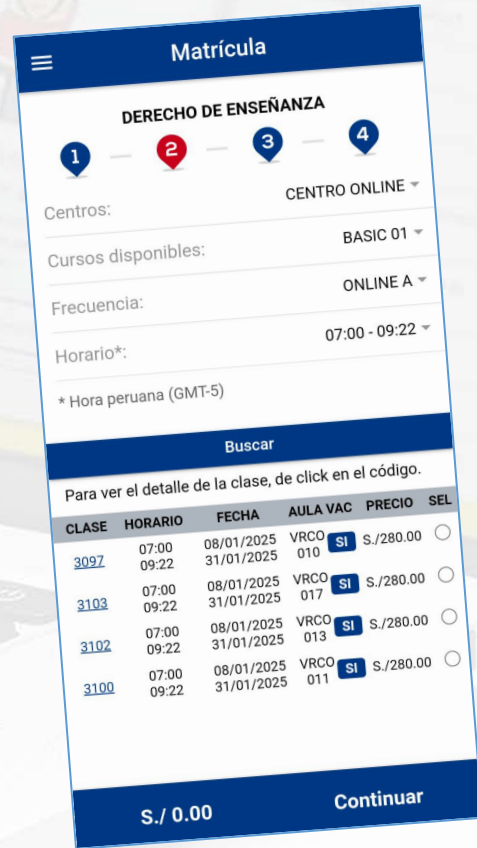 Matrícula
DERECHO DE ENSEÑANZA
1 2 3 4
Centros: CENTRO ONLINE
Cursos disponibles: BASIC 01
Frecuencia: ONLINE A
Horario*: 07:00 - 09:22
* Hora peruana (GMT-5)
Buscar
Para ver el detalle de la clase, de click en el código.
CLASE HORARIO FECHA AULA VAC PRECIO SEL
3097 07:00 09:22 08/01/2025 31/01/2025 VRCO 010 SI S./280.00
3103 07:00 09:22 08/01/2025 31/01/2025 VRCO 017 SI S./280.00
3102 07:00 09:22 08/01/2025 31/01/2025 VRCO 013 SI S./280.00
3100 07:00 09:22 08/01/2025 31/01/2025 VRCO 011 SI S./280.00
S./ 0.00 Continuar